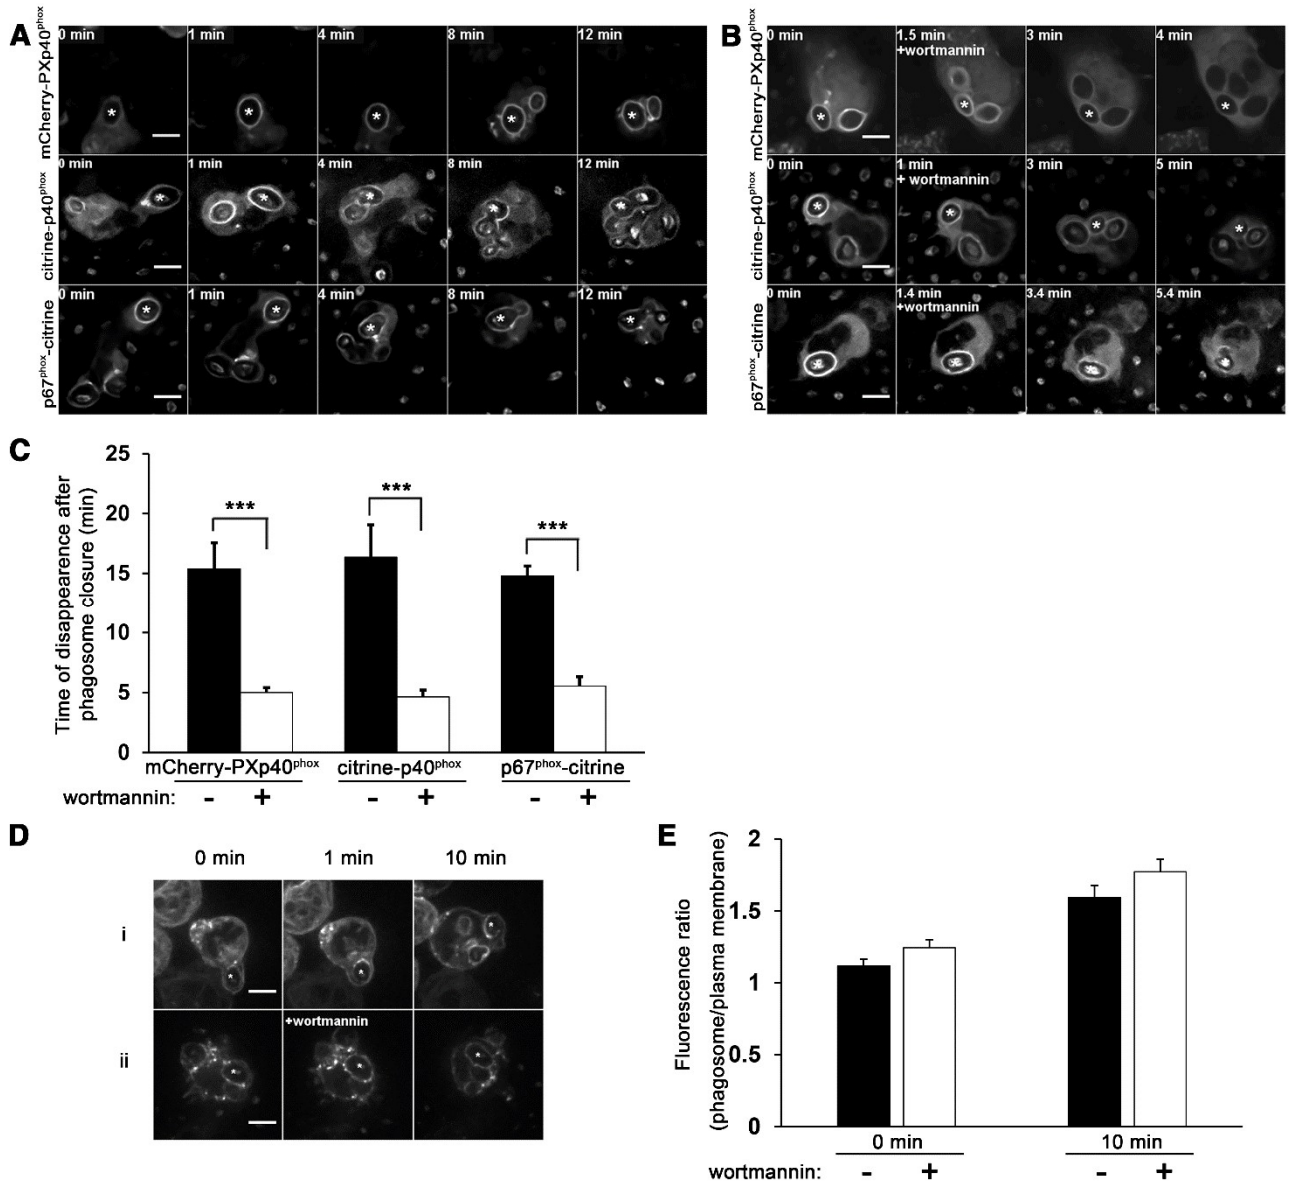 A
mCherry-PXp40phox
0 min
1 min
4 min
8 min
12 min
citrine-p40phox
0 min
1 min
4 min
8 min
12 min
p67phox-citrine
0 min
1 min
4 min
8 min
12 min
B
mCherry-PXp40phox
0 min
1.5 min
+wortmannin
3 min
4 min
citrine-p40phox
0 min
1 min
+ wortmannin
3 min
5 min
p67phox-citrine
0 min
1.4 min
+wortmannin
3.4 min
5.4 min
C
Time of disappearence after
phagosome closure (min)
25
20
15
10
5
0
***
***
***
mCherry-PXp40phox
citrine-p40phox
p67phox-citrine
wortmannin: - + - + - +
D
0 min
1 min
10 min
i
ii
+wortmannin
E
Fluorescence ratio
(phagosome/plasma membrane)
2
1.5
1
0.5
0
0 min
10 min
wortmannin: - + - +